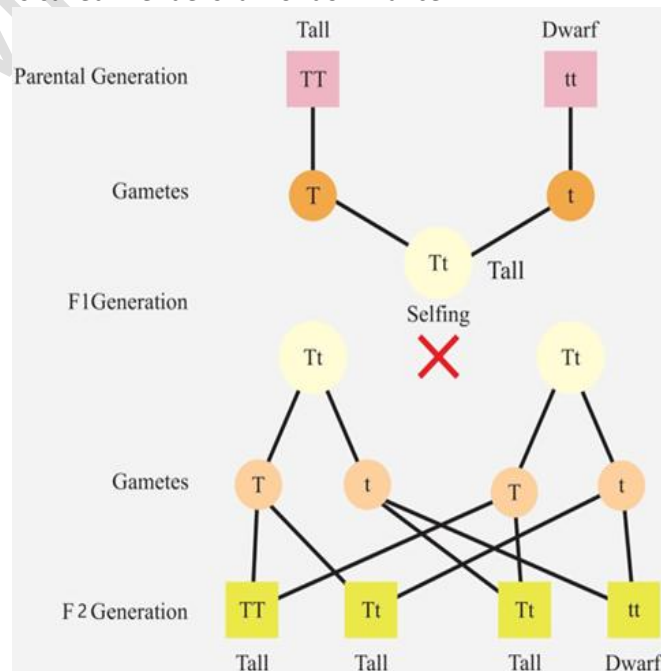 Tall Dwarf
Parental Generation TT tt
Gametes T t
Tt Tall
F1Generation
Selfing
Tt Tt
Gametes T t T t
F2 Generation TT Tt Tt tt
Tall Tall Tall Dwarf